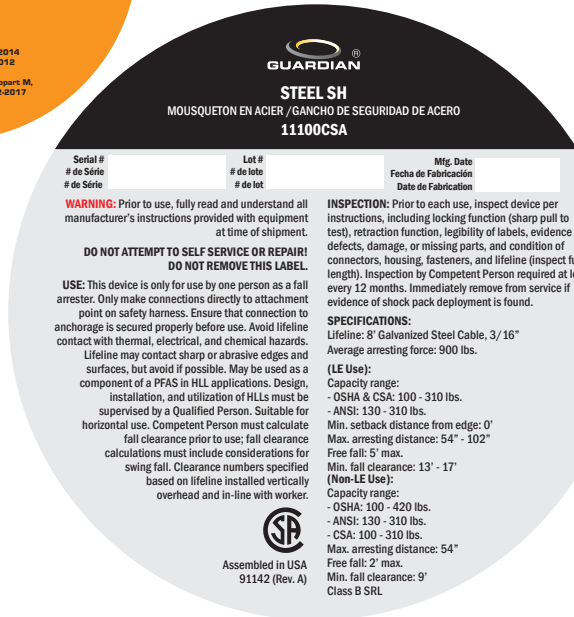 2014
2012
opart M,
2-2017
GUARDIAN ®
STEEL SH
MOUSQUETON EN ACIER /GANCHO DE SEGURIDAD DE ACERO
11100CSA
Serial #
# de Série
# de Série
Lot #
# de lote
# de lot
Mfg. Date
Fecha de Fabricación
Date de Fabrication
WARNING: Prior to use, fully read and understand all
manufacturer's instructions provided with equipment
at time of shipment.
DO NOT ATTEMPT TO SELF SERVICE OR REPAIR!
DO NOT REMOVE THIS LABEL.
USE: This device is only for use by one person as a fall
arrester. Only make connections directly to attachment
point on safety harness. Ensure that connection to
anchorage is secured properly before use. Avoid lifeline
contact with thermal, electrical, and chemical hazards.
Lifeline may contact sharp or abrasive edges and
surfaces, but avoid if possible. May be used as a
component of a PFAS in HLL applications. Design,
installation, and utilization of HLLs must be
supervised by a Qualified Person. Suitable for
horizontal use. Competent Person must calculate
fall clearance prior to use; fall clearance
calculations must include considerations for
swing fall. Clearance numbers specified
based on lifeline installed vertically
overhead and in-line with worker.
CSA
Assembled in USA
91142 (Rev. A)
INSPECTION: Prior to each use, inspect device per
instructions, including locking function (sharp pull to
test), retraction function, legibility of labels, evidence
defects, damage, or missing parts, and condition of
connectors, housing, fasteners, and lifeline (inspect fu
length). Inspection by Competent Person required at le
every 12 months. Immediately remove from service if
evidence of shock pack deployment is found.
SPECIFICATIONS:
Lifeline: 8' Galvanized Steel Cable, 3/16"
Average arresting force: 900 lbs.
(LE Use):
Capacity range:
- OSHA & CSA: 100 - 310 lbs.
- ANSI: 130 - 310 lbs.
Min. setback distance from edge: 0'
Max. arresting distance: 54" - 102"
Free fall: 5' max.
Min. fall clearance: 13' - 17'
(Non-LE Use):
Capacity range:
- OSHA: 100 - 420 lbs.
- ANSI: 130 - 310 lbs.
- CSA: 100 - 310 lbs.
Max. arresting distance: 54"
Free fall: 2' max.
Min. fall clearance: 9'
Class B SRL